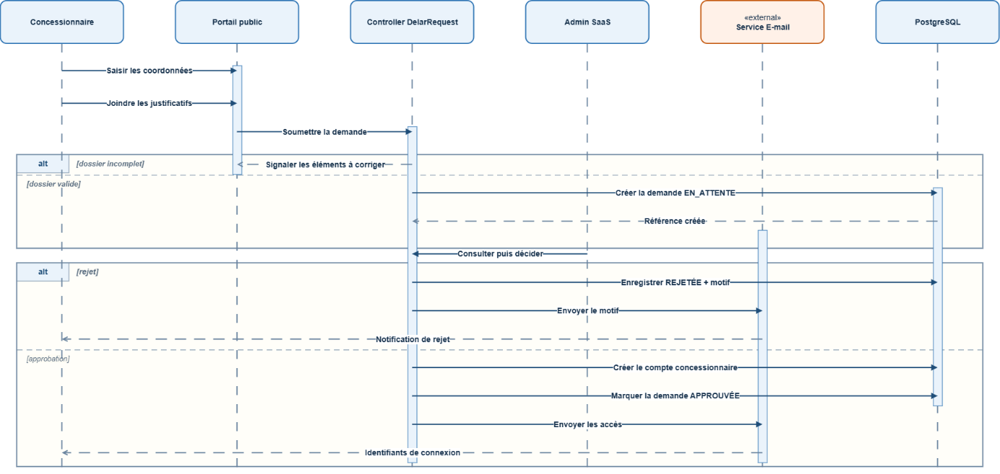 Concessionnaire
Portail public
Controller DelarRequest
Admin SaaS
«external»
Service E-mail
PostgreSQL
Saisir les coordonnées
Joindre les justificatifs
Soumettre la demande
alt
[dossier incomplet]
Signaler les éléments à corriger
[dossier valide]
Créer la demande EN_ATTENTE
Référence créée
Consulter puis décider
alt
[rejet]
Enregistrer REJETÉE + motif
Envoyer le motif
Notification de rejet
[approbation]
Créer le compte concessionnaire
Marquer la demande APPROUVÉE
Envoyer les accès
Identifiants de connexion